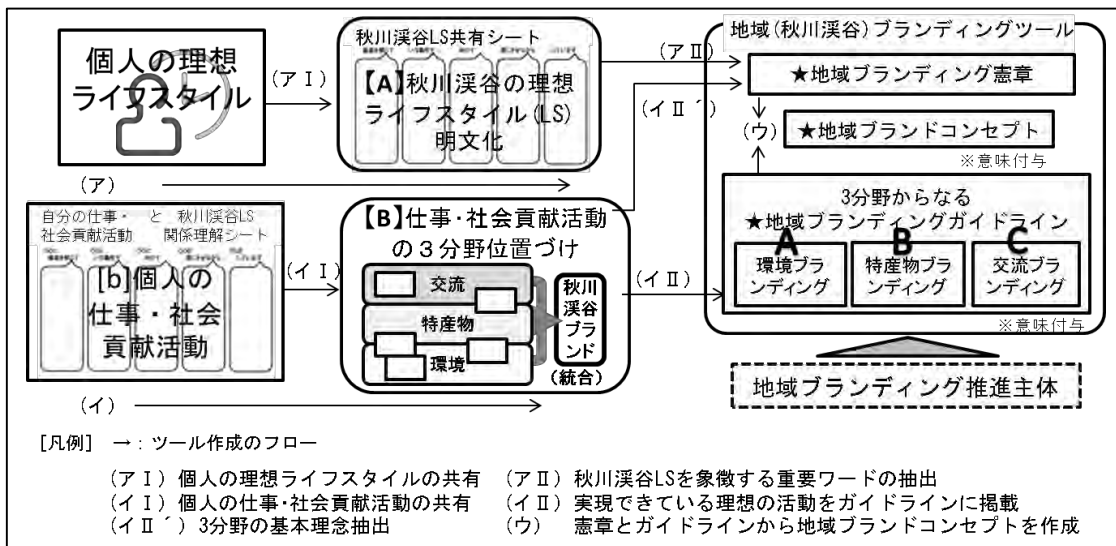 個人の理想
ライフスタイル
(アⅠ)
秋川渓谷LS共有シート
【A】秋川渓谷の理想
ライフスタイル(LS)
明文化
(ア)
(アⅡ)
(イⅡ´)
地域(秋川渓谷)ブランディングツール
★地域ブランディング憲章
(ウ)
★地域ブランドコンセプト
※意味付与
自分の仕事・ と 秋川渓谷LS
社会貢献活動 関係理解シート
[b]個人の
仕事・社会
貢献活動
(イⅠ)
【B】仕事・社会貢献活動
の3分野位置づけ
交流
特産物
環境
秋川渓谷ブランド
(統合)
(イ)
(イⅡ)
3分野からなる
★地域ブランディングガイドライン
A
環境ブラ
ンディング
B
特産物ブラ
ンディング
C
交流ブラ
ンディング
※意味付与
地域ブランディング推進主体
[凡例] →:ツール作成のフロー
(アⅠ)個人の理想ライフスタイルの共有 (アⅡ)秋川渓谷LSを象徴する重要ワードの抽出
(イⅠ)個人の仕事・社会貢献活動の共有 (イⅡ)実現できている理想の活動をガイドラインに掲載
(イⅡ´)3分野の基本理念抽出 (ウ) 憲章とガイドラインから地域ブランドコンセプトを作成